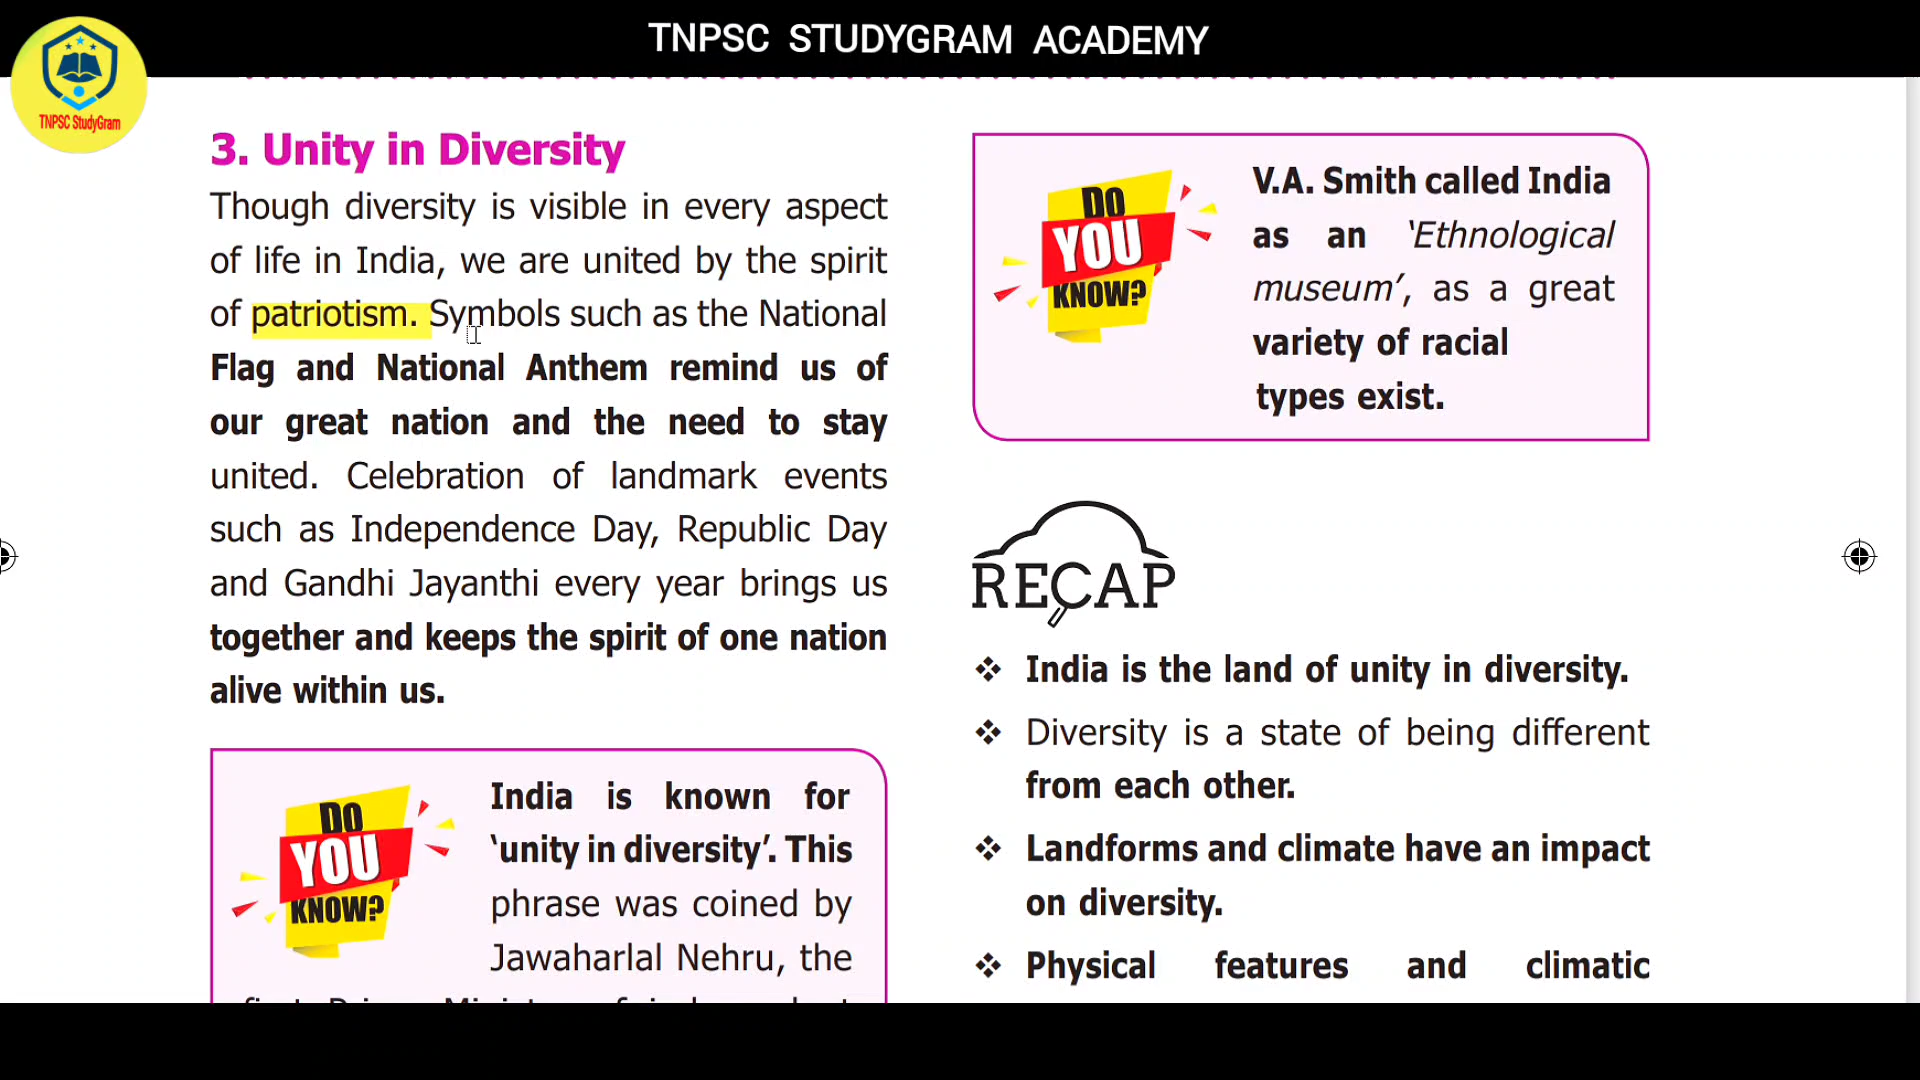 TNPSC STUDYGRAM ACADEMY
TNPSC StudyGram
3. Unity in Diversity
Though diversity is visible in every aspect
of life in India, we are united by the spirit
of patriotism. Symbols such as the National
Flag and National Anthem remind us of
our great nation and the need to stay
united. Celebration of landmark events
such as Independence Day, Republic Day
and Gandhi Jayanthi every year brings us
together and keeps the spirit of one nation
alive within us.
DO
YOU
KNOW?
India is known for
‘unity in diversity’. This
phrase was coined by
Jawaharlal Nehru, the
DO
YOU
KNOW?
V.A. Smith called India
as an ‘Ethnological
museum’, as a great
variety of racial
types exist.
RECAP
❖ India is the land of unity in diversity.
❖ Diversity is a state of being different
from each other.
❖ Landforms and climate have an impact
on diversity.
❖ Physical features and climatic